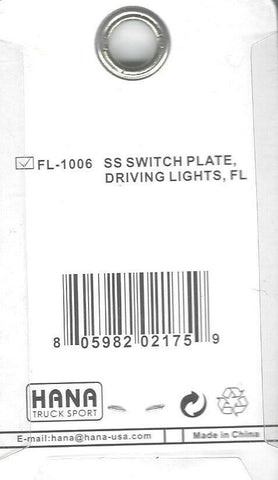 FL-1006 SS SWITCH PLATE,
DRIVING LIGHTS, FL
8 05982 02175 9
HANA
TRUCK SPORT
E-mail:hana@hana-usa.com
Made in China